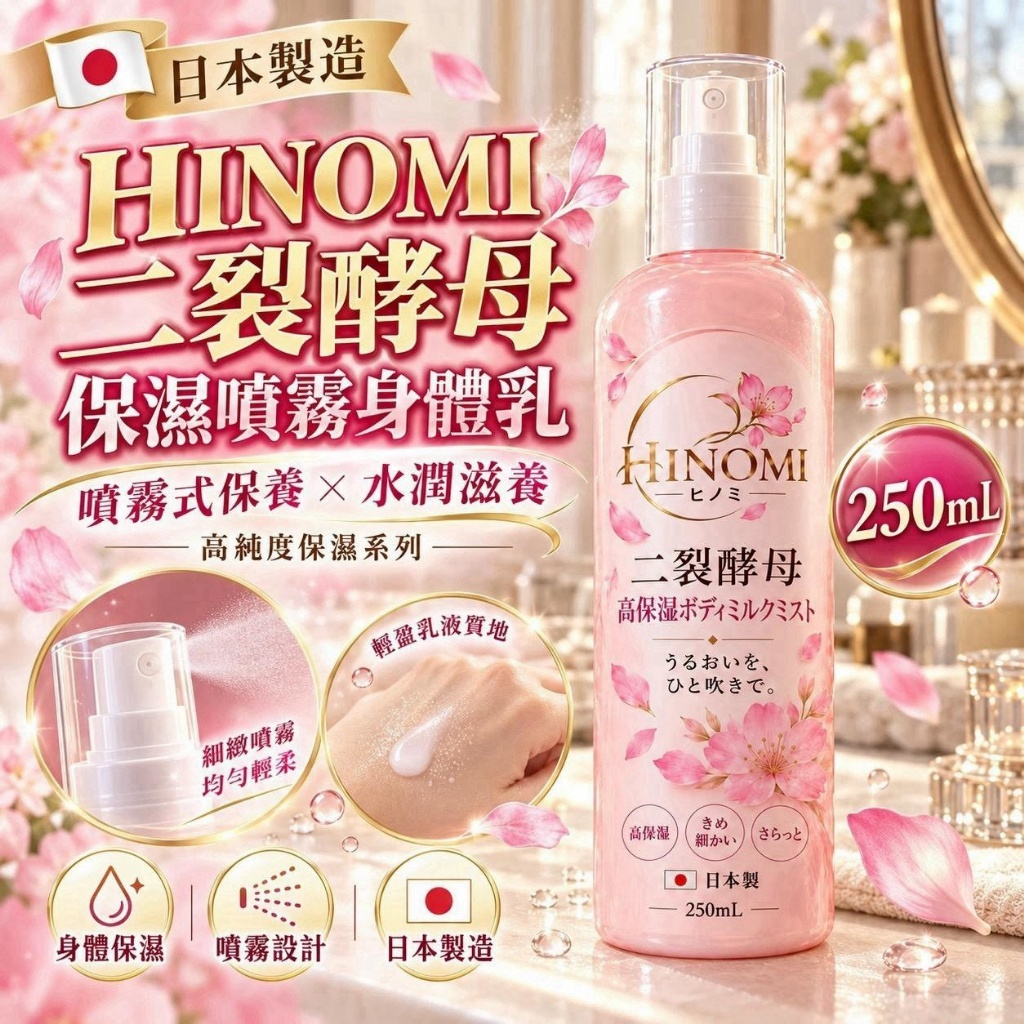 日本製造
HINOMI
二裂酵母
保濕噴霧身體乳
噴霧式保養 × 水潤滋養
高純度保濕系列
細緻噴霧
均勻輕柔
輕盈乳液質地
身體保濕
噴霧設計
日本製造
HINOMI
ヒノミ
二裂酵母
高保湿ボディミルクミスト
うるおいを、
ひと吹きで。
高保湿
きめ
細かい
さらっと
日本製
250mL
250mL